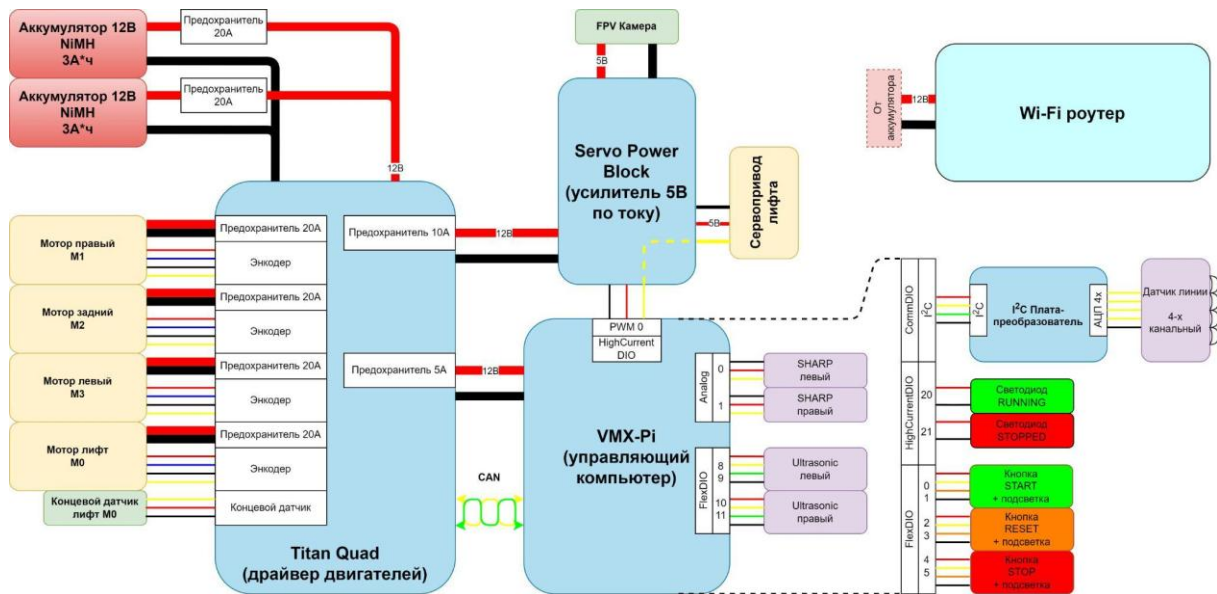 Аккумулятор 12В
NiMH
3А*ч
Предохранитель
20А
Аккумулятор 12В
NiMH
3А*ч
Предохранитель
20А
12В
FPV Камера
5В
Servo Power
Block
(усилитель 5В
по току)
5В
Сервопривод
лифта
От
аккумулятора
12В
Wi-Fi роутер
Мотор правый
М1
Предохранитель 20А
Энкодер
Мотор задний
М2
Предохранитель 20А
Энкодер
Мотор левый
М3
Предохранитель 20А
Энкодер
Мотор лифт
М0
Предохранитель 20А
Энкодер
Концевой датчик
лифт М0
Концевой датчик
Предохранитель 10А
12В
Предохранитель 5А
12В
Titan Quad
(драйвер двигателей)
CAN
PWM 0
HighCurrent
DIO
VMX-Pi
(управляющий
компьютер)
Analog
0
1
SHARP
левый
SHARP
правый
FlexDIO
8
9
10
11
Ultrasonic
левый
Ultrasonic
правый
CommDIO
I²C
I²C
I²C Плата-
преобразователь
АЦП 4х
Датчик линии
4-х
канальный
HighCurrentDIO
20
21
Светодиод
RUNNING
Светодиод
STOPPED
FlexDIO
0
1
2
3
4
5
Кнопка
START
+ подсветка
Кнопка
RESET
+ подсветка
Кнопка
STOP
+ подсветка